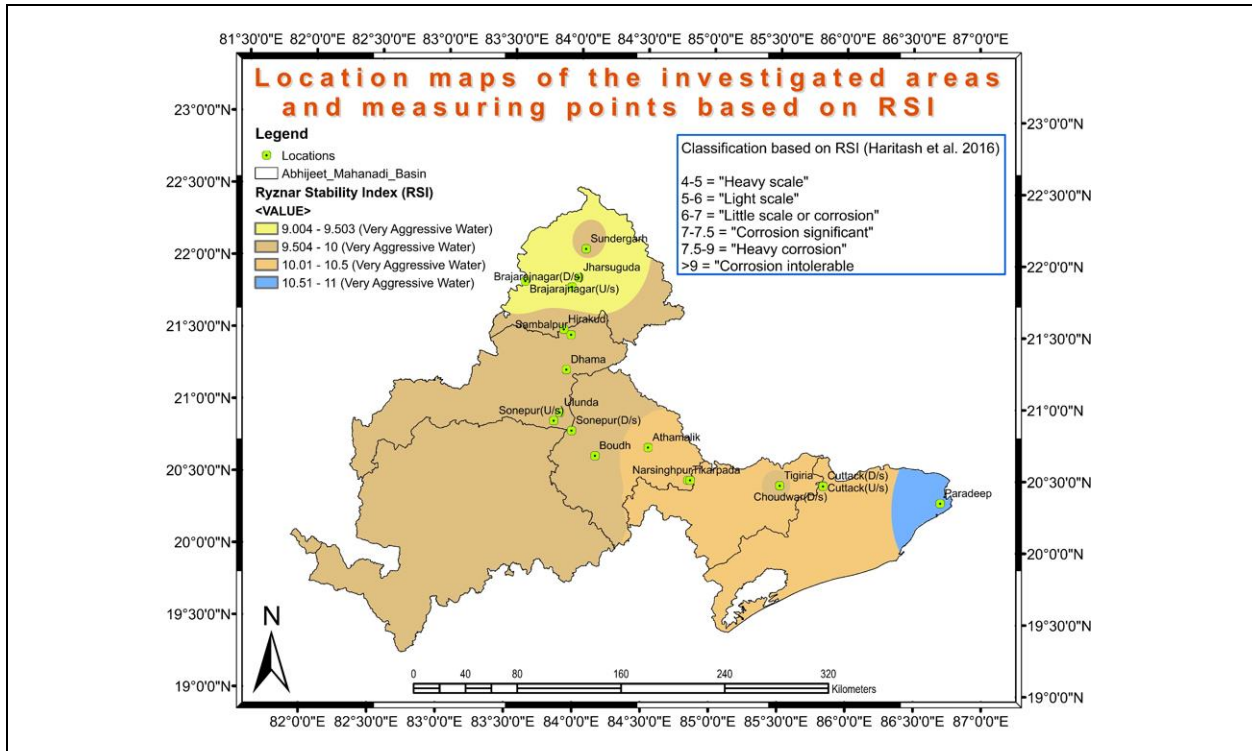 81°30'0"E 82°0'0"E 82°30'0"E 83°0'0"E 83°30'0"E 84°0'0"E 84°30'0"E 85°0'0"E 85°30'0"E 86°0'0"E 86°30'0"E 87°0'0"E
Location maps of the investigated areas
and measuring points based on RSI
23°0'0"N
22°30'0"N
22°0'0"N
21°30'0"N
21°0'0"N
20°30'0"N
20°0'0"N
19°30'0"N
19°0'0"N
Legend
Locations
Abhijeet_Mahanadi_Basin
Ryznar Stability Index (RSI)
<VALUE>
9.004 - 9.503 (Very Aggressive Water)
9.504 - 10 (Very Aggressive Water)
10.01 - 10.5 (Very Aggressive Water)
10.51 - 11 (Very Aggressive Water)
Classification based on RSI (Haritash et al. 2016)
4-5 = "Heavy scale"
5-6 = "Light scale"
6-7 = "Little scale or corrosion"
7-7.5 = "Corrosion significant"
7.5-9 = "Heavy corrosion"
>9 = "Corrosion intolerable
Sundergarh
Jharsuguda
Brajarajnagar(D/s)
Brajarajnagar(U/s)
Hirakud
Sambalpur
Dhama
Ulunda
Sonepur(U/s)
Sonepur(D/s)
Boudh
Athamalik
Narsinghpur
Tikarpada
Tigiria
Choudwar(D/s)
Cuttack(D/s)
Cuttack(U/s)
Paradeep
23°0'0"N
22°30'0"N
22°0'0"N
21°30'0"N
21°0'0"N
20°30'0"N
20°0'0"N
19°30'0"N
19°0'0"N
N
0 40 80 160 240 320
Kilometers
82°0'0"E 82°30'0"E 83°0'0"E 83°30'0"E 84°0'0"E 84°30'0"E 85°0'0"E 85°30'0"E 86°0'0"E 86°30'0"E 87°0'0"E